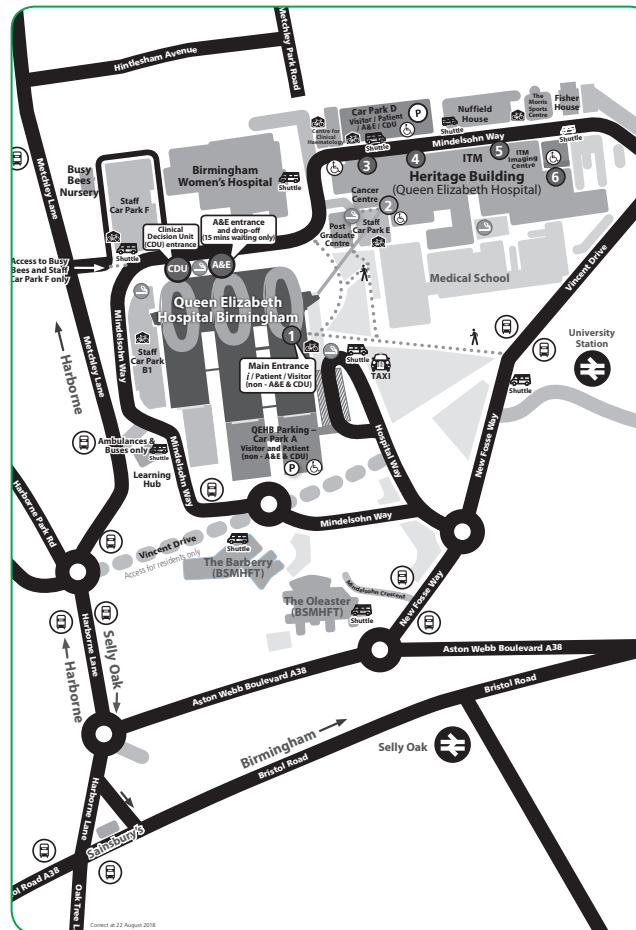 Hintlesham Avenue
Metchley Park Road
Metchley Lane
Busy
Bees
Nursery
Staff
Car Park F
Birmingham
Women's Hospital
Shuttle
Centre for
Clinical
Haematology
Car Park D
Visitor / Patient
/ A&E / CDU
P
Shuttle
Nuffield
House
Shuttle
The
Morris
Sports
Centre
Fisher
House
Shuttle
Mindelsohn Way
3
4
ITM
5
ITM
Imaging
Centre
6
Heritage Building
(Queen Elizabeth Hospital)
Cancer
Centre
2
Post
Graduate
Centre
Staff
Car Park E
Medical School
Vincent Drive
Clinical
Decision Unit
(CDU) entrance
A&E entrance
and drop-off
(15 mins waiting only)
CDU
A&E
Shuttle
Access to Busy
Bees and Staff
Car Park F only
Queen Elizabeth
Hospital Birmingham
1
Main Entrance
i / Patient / Visitor
(non - A&E & CDU)
Shuttle
TAXI
University
Station
Shuttle
Harborne
Metchley Lane
Mindelsohn Way
Staff
Car Park
B1
QEHB Parking –
Car Park A
Visitor and Patient
(non - A&E & CDU)
P
Ambulances &
Buses only
Shuttle
Learning
Hub
Mindelsohn Way
Hospital Way
New Fosse Way
Mindelsohn Way
Harborne Park Rd
Vincent Drive
Access for residents only
Shuttle
The Barberry
(BSMHFT)
The Oleaster
(BSMHFT)
Shuttle
Mindelsohn Crescent
New Fosse Way
Harborne Lane
Selly Oak
Harborne
Aston Webb Boulevard A38
Aston Webb Boulevard A38
Bristol Road
Birmingham
Bristol Road
Selly Oak
Harborne Lane
Sainsbury's
ol Road A38
Oak Tree L
Correct at 22 August 2018